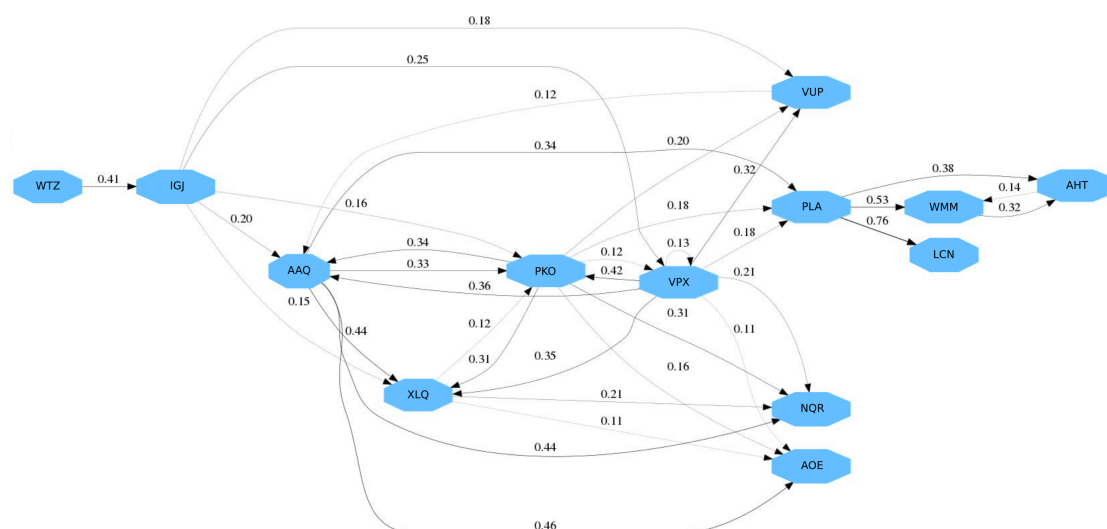 0.18
0.25
0.12
VUP
0.34
0.20
0.32
0.38
WTZ
0.41
IGJ
0.14
AHT
PLA
0.53
WMM
0.32
0.16
0.18
0.20
0.76
0.18
LCN
0.34
0.12
0.13
AAQ
0.33
PKO
0.42
VPX
0.21
0.36
0.15
0.44
0.12
0.31
0.11
0.31
0.35
0.16
XLQ
0.21
NQR
0.11
0.44
AOE
0.46